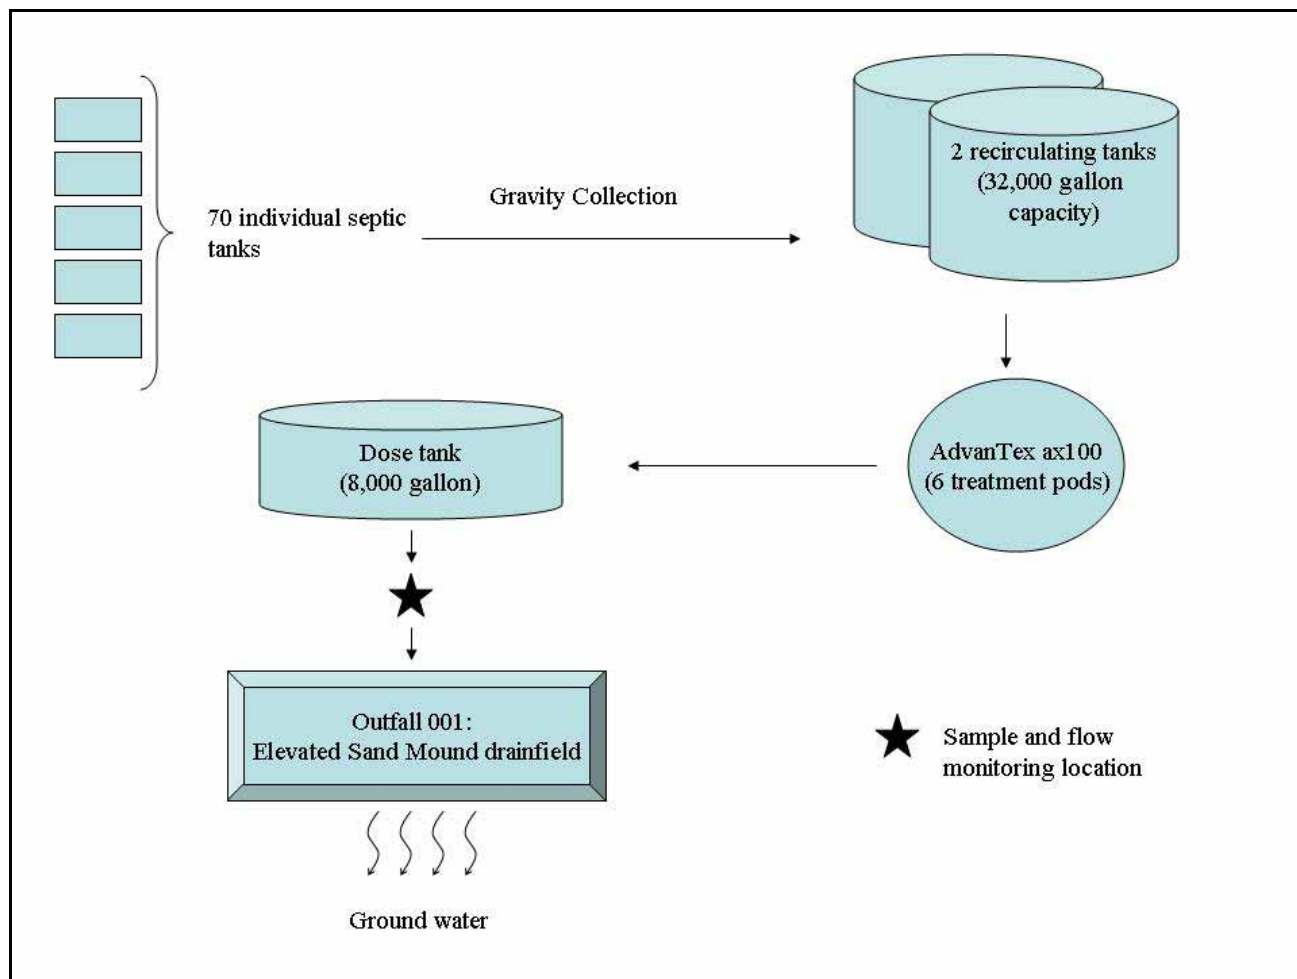 70 individual septic
tanks
Gravity Collection
2 recirculating tanks
(32,000 gallon
capacity)
AdvanTex ax100
(6 treatment pods)
Dose tank
(8,000 gallon)
Outfall 001:
Elevated Sand Mound drainfield
Ground water
Sample and flow
monitoring location